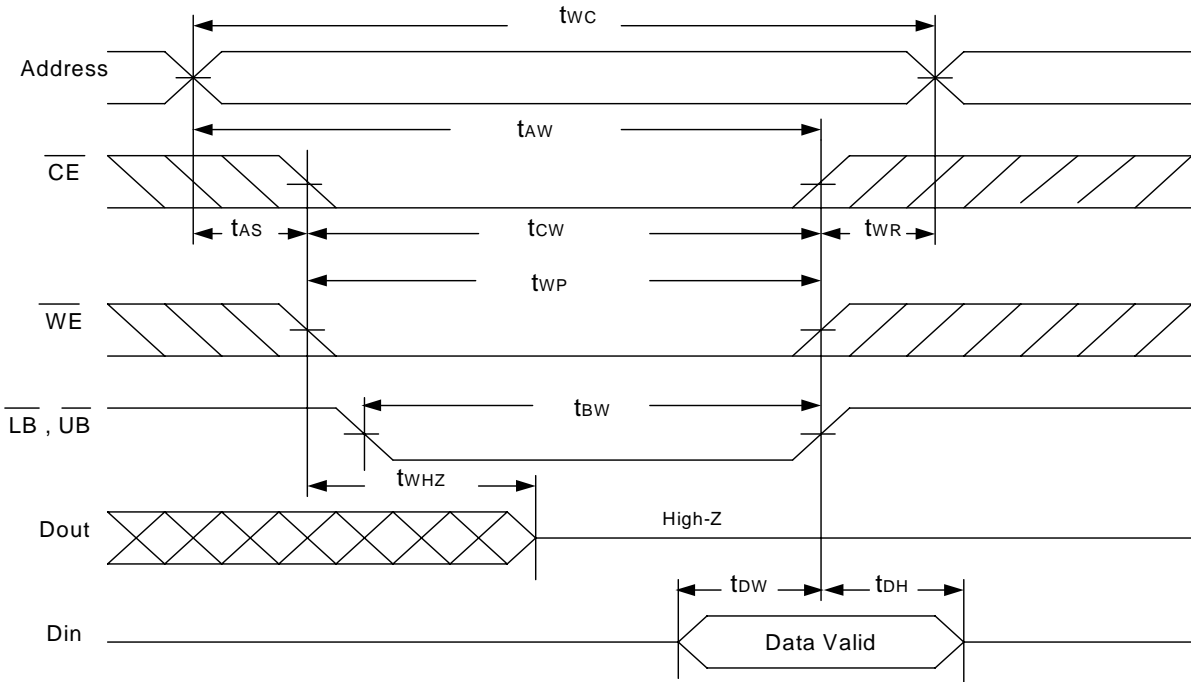 tWC
Address
tAW
CE
tAS
tCW
tWR
tWP
WE
tBW
LB , UB
tWHZ
Dout
High-Z
tDW
tDH
Din
Data Valid